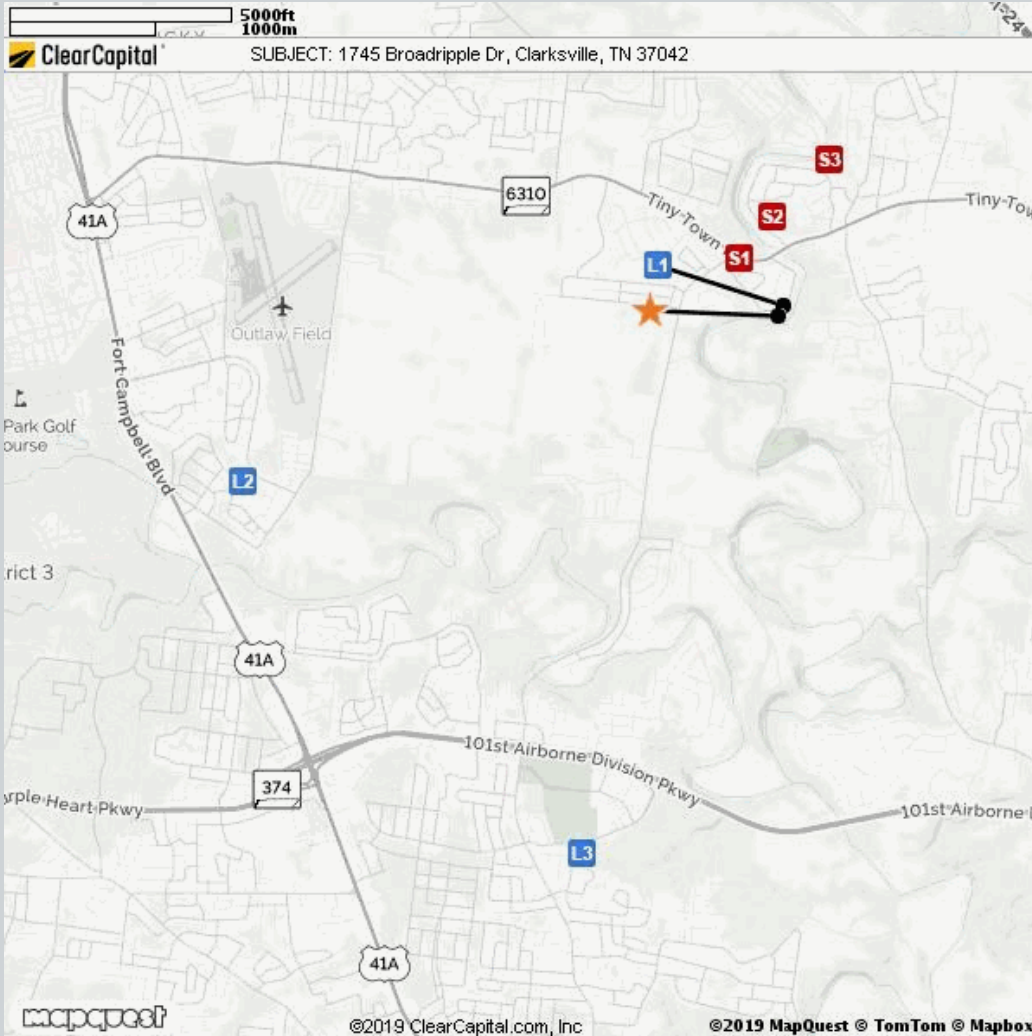 5000ft
1000m
ClearCapital
SUBJECT: 1745 Broadripple Dr, Clarksville, TN 37042
S3
6310
Tiny Town
Tiny-Tow
41A
S2
S1
L1
Outlaw Field
Fort Campbell Blvd
Park Golf
ourse
L2
rict 3
41A
101st Airborne Division Pkwy
374
rple Heart Pkwy
101st Airborne
L3
41A
mapquest
©2019 ClearCapital.com, Inc
©2019 MapQuest © TomTom © Mapbox